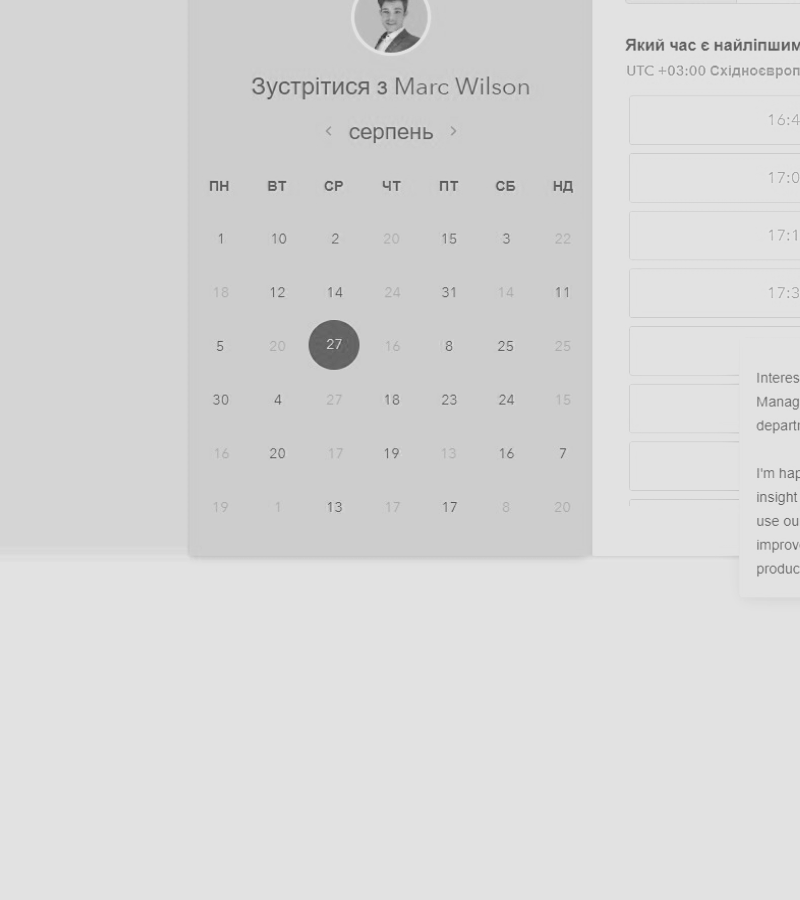 Зустрітися з Marc Wilson
серпень
ПН ВТ СР ЧТ ПТ СБ НД
1 10 2 20 15 3 22
18 12 14 24 31 14 11
5 20 27 16 8 25 25
30 4 27 18 23 24 15
16 20 17 19 13 16 7
19 1 13 17 17 8 20
Який час є найліпшим
UTC +03:00 Східноєвроп
16:4
17:0
17:1
17:3
Interes
Manag
departm
I'm hap
insight
use ou
improve
produc